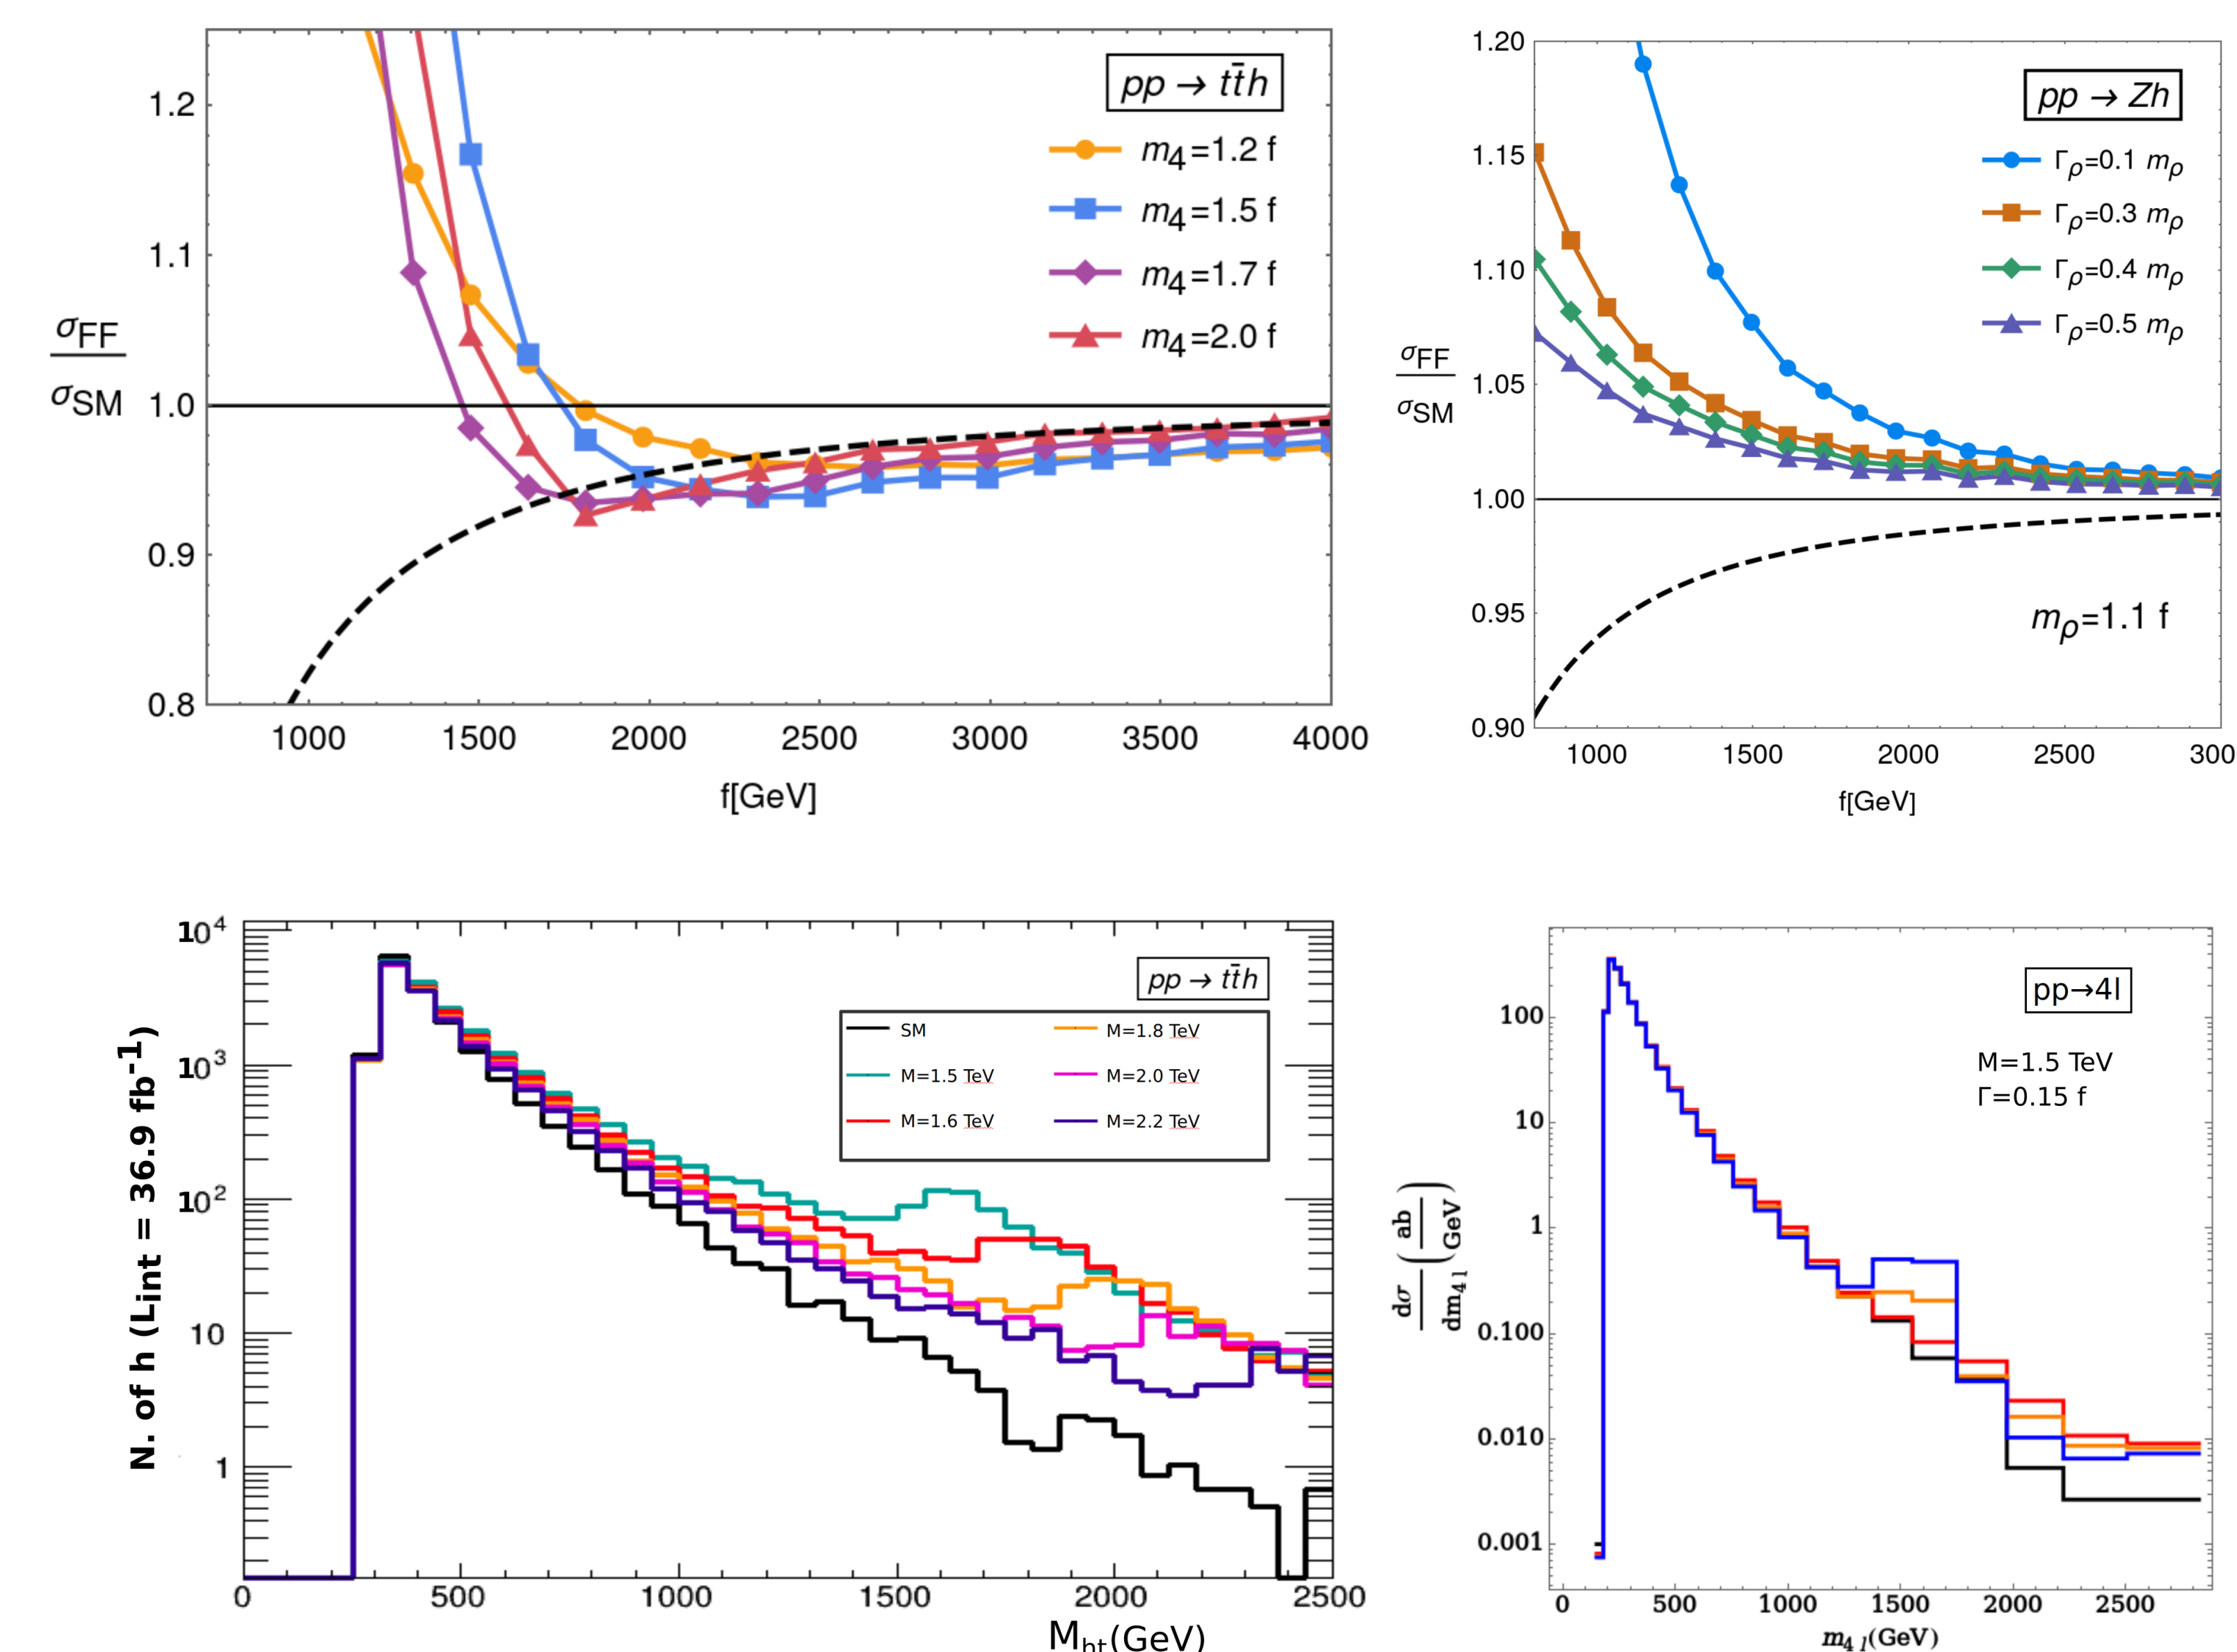 pp → tt̄h
m4=1.2 f
m4=1.5 f
m4=1.7 f
m4=2.0 f
σFF
σSM
1.2
1.1
1.0
0.9
0.8
1000 1500 2000 2500 3000 3500 4000
f[GeV]
pp → Zh
Γρ=0.1 mρ
Γρ=0.3 mρ
Γρ=0.4 mρ
Γρ=0.5 mρ
σFF
σSM
1.20
1.15
1.10
1.05
1.00
0.95
0.90
mρ=1.1 f
1000 1500 2000 2500 300
f[GeV]
pp → tt̄h
SM M=1.8 TeV
M=1.5 TeV M=2.0 TeV
M=1.6 TeV M=2.2 TeV
N. of h (Lint = 36.9 fb-1)
10^4
10^3
10^2
10
1
0 500 1000 1500 2000 2500
Mht(GeV)
pp→4l
M=1.5 TeV
Γ=0.15 f
dσ/dm4 l (ab/GeV)
100
10
1
0.100
0.010
0.001
0 500 1000 1500 2000 2500
m4 l(GeV)